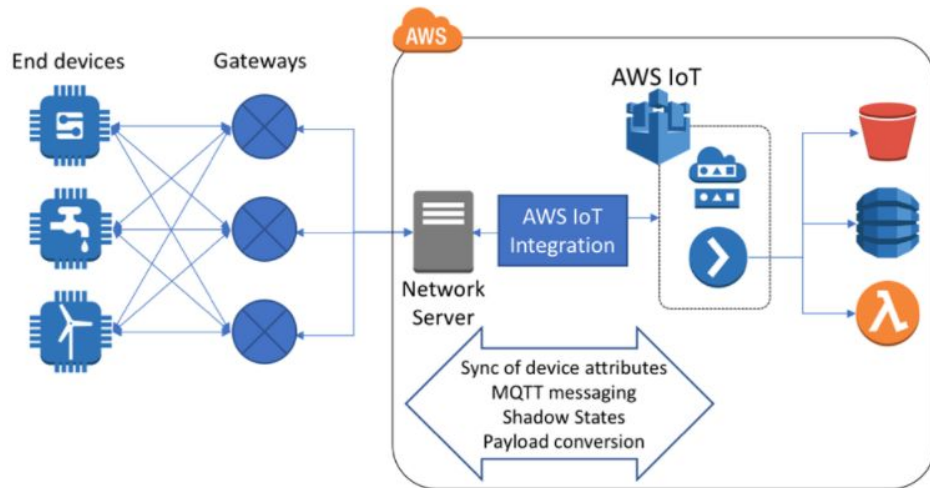 AWS
End devices
Gateways
AWS IoT
AWS IoT
Integration
Network
Server
Sync of device attributes
MQTT messaging
Shadow States
Payload conversion